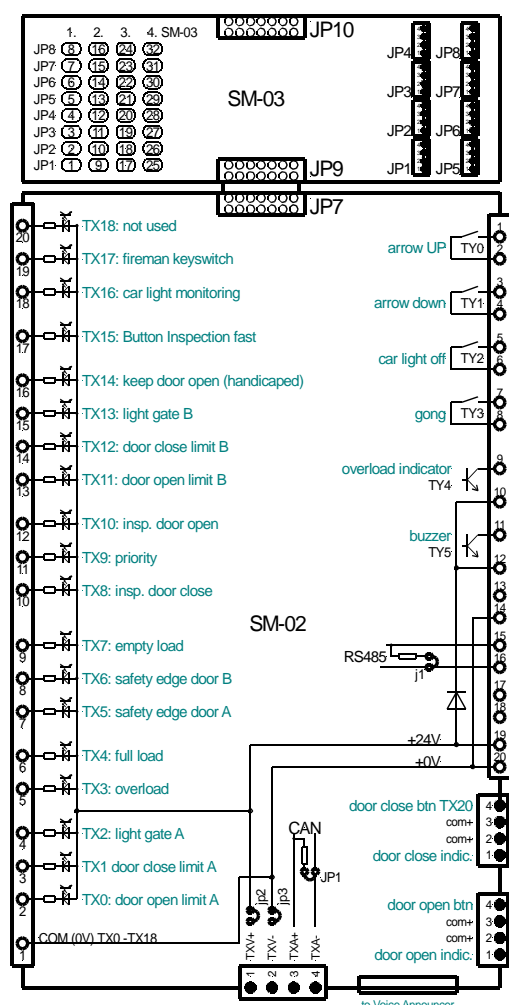 1. 2. 3. 4. SM-03
JP10
JP8 8 16 24 32
JP7 7 15 23 31
JP6 6 14 22 30
JP5 5 13 21 29
JP4 4 12 20 28
JP3 3 11 19 27
JP2 2 10 18 26
JP1 1 9 17 25
SM-03
JP4 JP8
JP3 JP7
JP2 JP6
JP1 JP5
JP9
JP7
20 TX18: not used
19 TX17: fireman keyswitch
18 TX16: car light monitoring
17 TX15: Button Inspection fast
16 TX14: keep door open (handicaped)
15 TX13: light gate B
14 TX12: door close limit B
13 TX11: door open limit B
12 TX10: insp. door open
11 TX9: priority
10 TX8: insp. door close
9 TX7: empty load
8 TX6: safety edge door B
7 TX5: safety edge door A
6 TX4: full load
5 TX3: overload
4 TX2: light gate A
3 TX1 door close limit A
2 TX0: door open limit A
1 COM (0V) TX0 -TX18
SM-02
1
arrow UP TY0
2
3
arrow down TY1
4
5
car light off TY2
6
7
gong TY3
8
9
overload indicator
TY4
10
11
buzzer
TY5
12
13
14
15
RS485
16
j1
17
18
+24V 19
+0V 20
CAN
JP1
jp2 jp3
TXV+ TXV- TXA+ TXA-
1 2 3 4
door close btn TX20 4
com+ 3
com+ 2
door close indic. 1
door open btn 4
com+ 3
com+ 2
door open indic. 1
to Voice Announcer